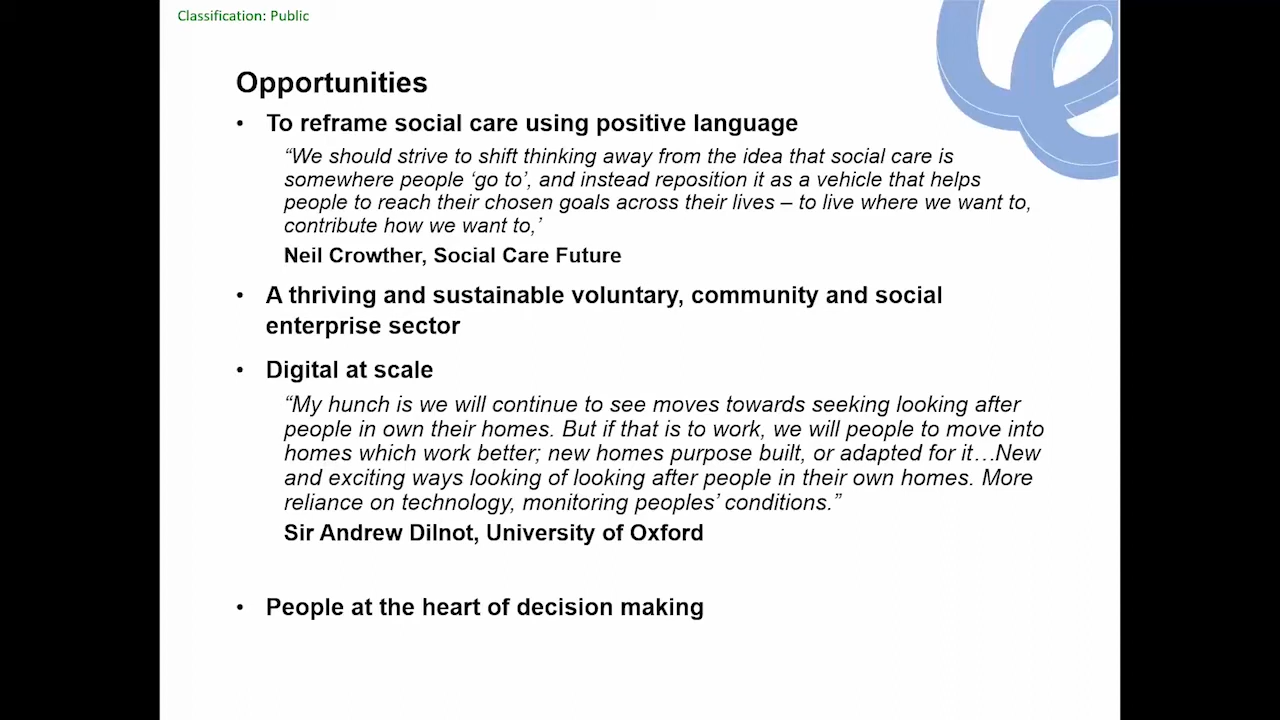 Classification: Public
Opportunities
• To reframe social care using positive language
“We should strive to shift thinking away from the idea that social care is
somewhere people ‘go to’, and instead reposition it as a vehicle that helps
people to reach their chosen goals across their lives – to live where we want to,
contribute how we want to,’
Neil Crowther, Social Care Future
• A thriving and sustainable voluntary, community and social
enterprise sector
• Digital at scale
“My hunch is we will continue to see moves towards seeking looking after
people in own their homes. But if that is to work, we will people to move into
homes which work better; new homes purpose built, or adapted for it…New
and exciting ways looking of looking after people in their own homes. More
reliance on technology, monitoring peoples’ conditions.”
Sir Andrew Dilnot, University of Oxford
• People at the heart of decision making